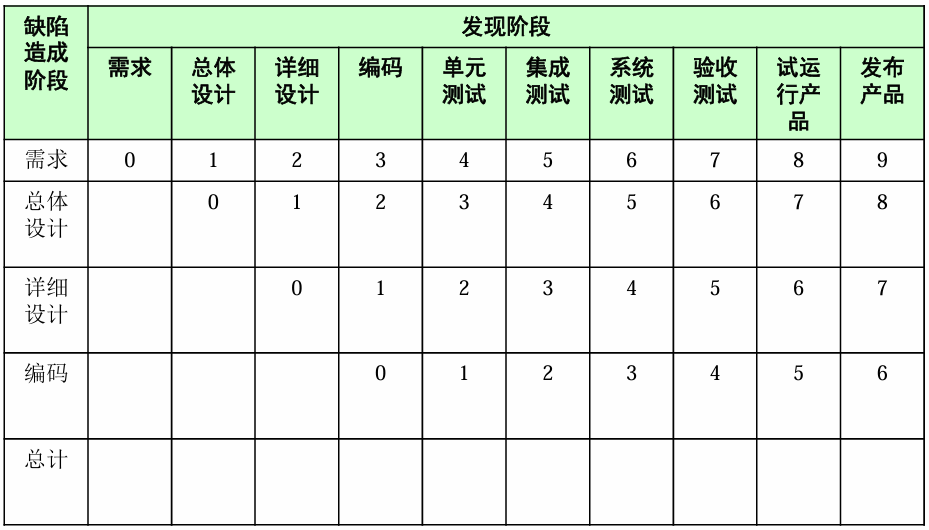 缺陷
造成
阶段
发现阶段
需求
总体
设计
详细
设计
编码
单元
测试
集成
测试
系统
测试
验收
测试
试运
行产
品
发布
产品
需求 0 1 2 3 4 5 6 7 8 9
总体
设计
0 1 2 3 4 5 6 7 8
详细
设计
0 1 2 3 4 5 6 7
编码 0 1 2 3 4 5 6
总计